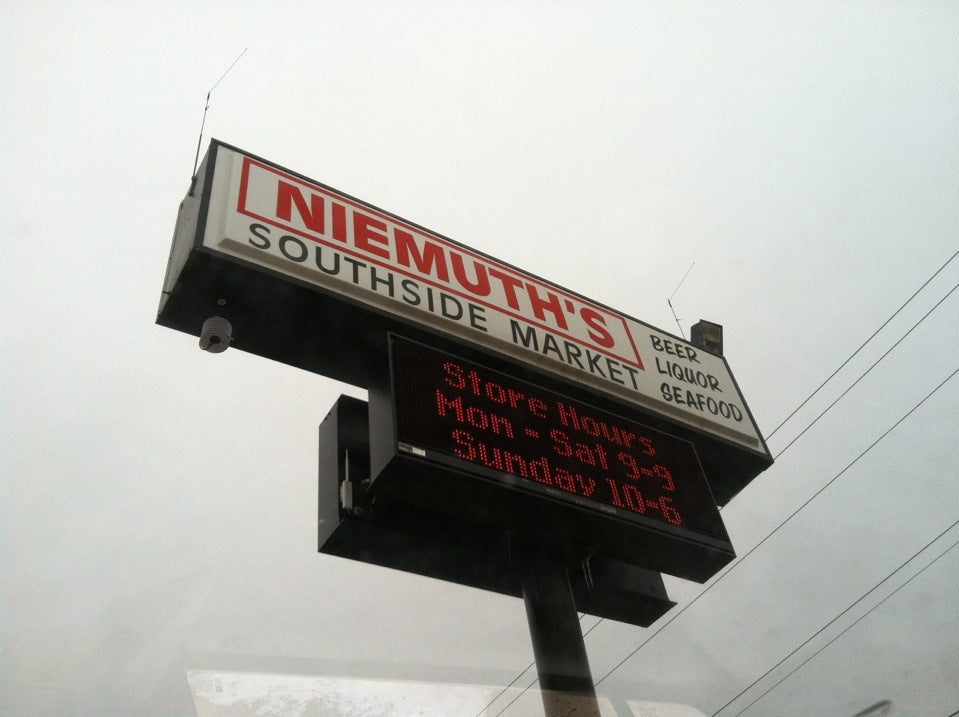 NIEMUTH'S
SOUTHSIDE MARKET
BEER
LIQUOR
SEAFOOD
Store Hours
Mon - Sat 9-9
Sunday 10-6